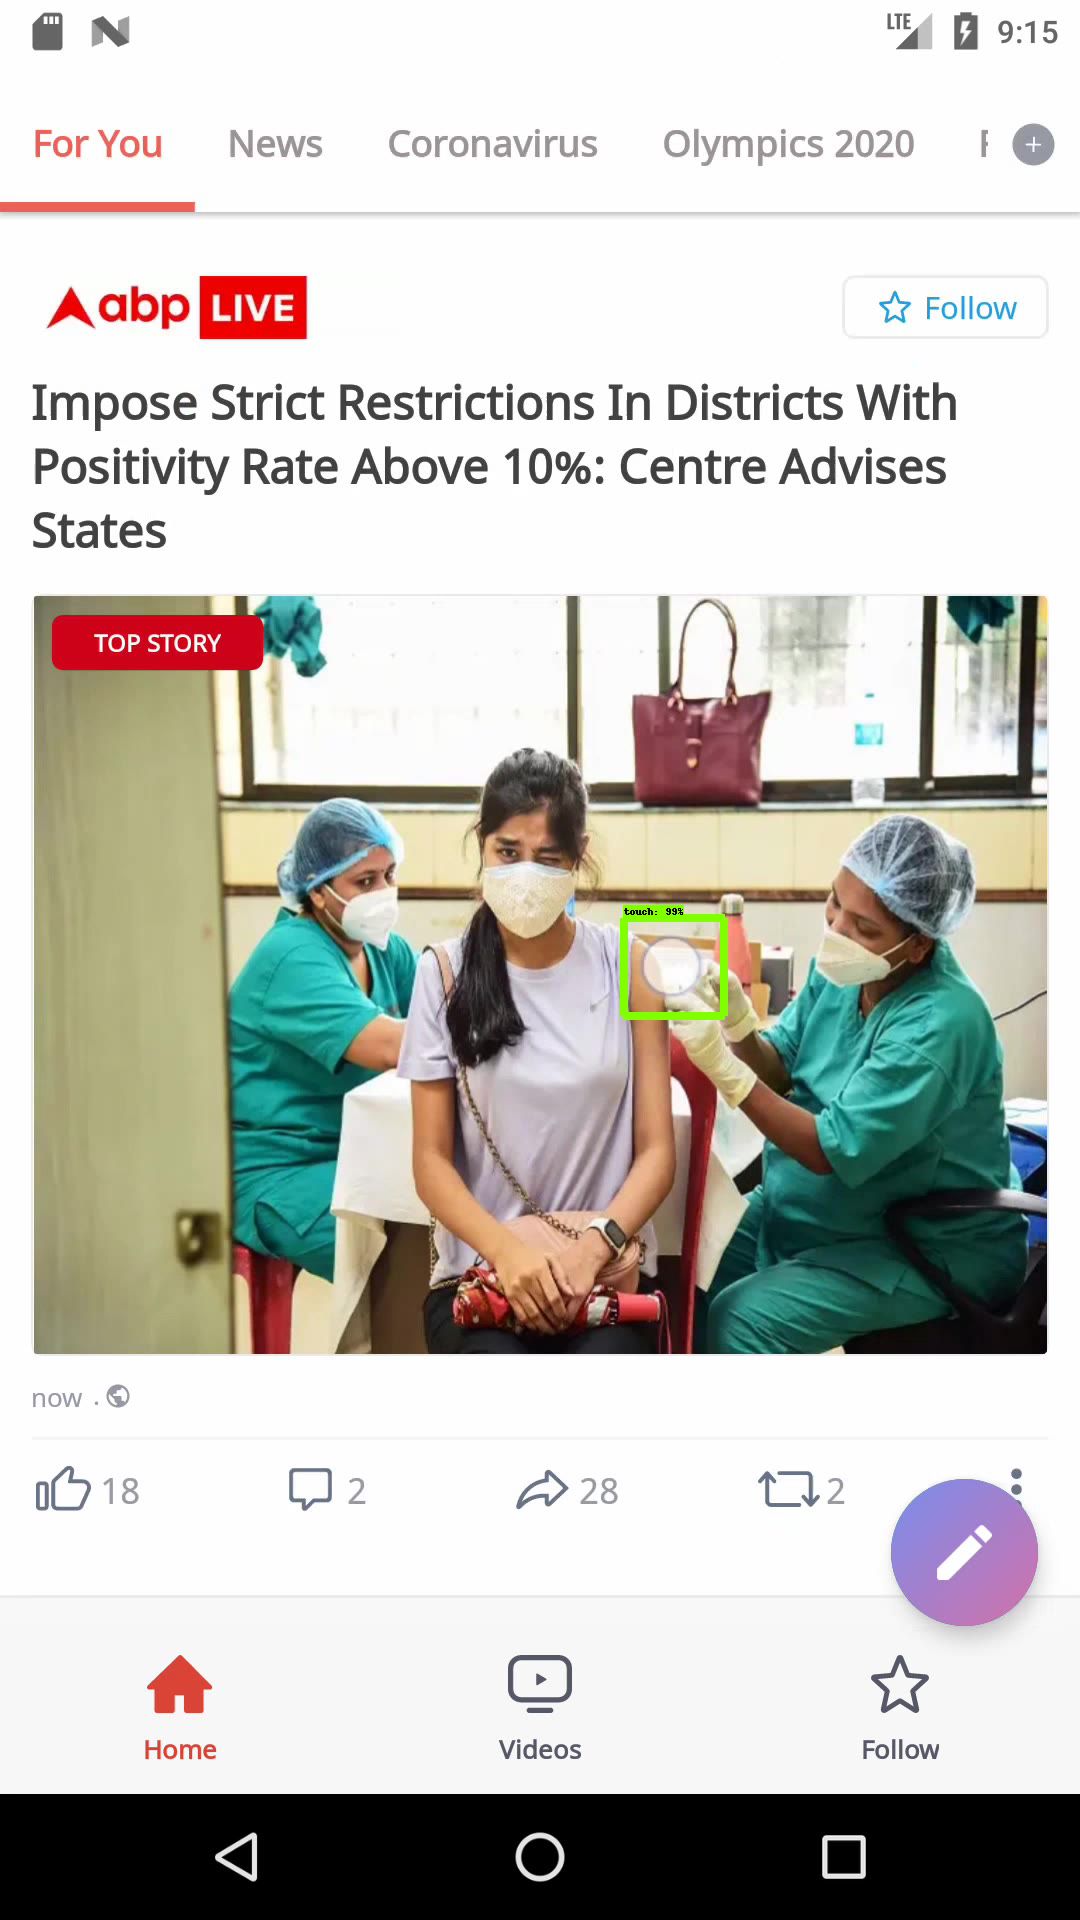 LTE 9:15
For You News Coronavirus Olympics 2020
abp LIVE
Follow
Impose Strict Restrictions In Districts With
Positivity Rate Above 10%: Centre Advises
States
TOP STORY
touch: 99%
now .
18 2 28 2
Home Videos Follow